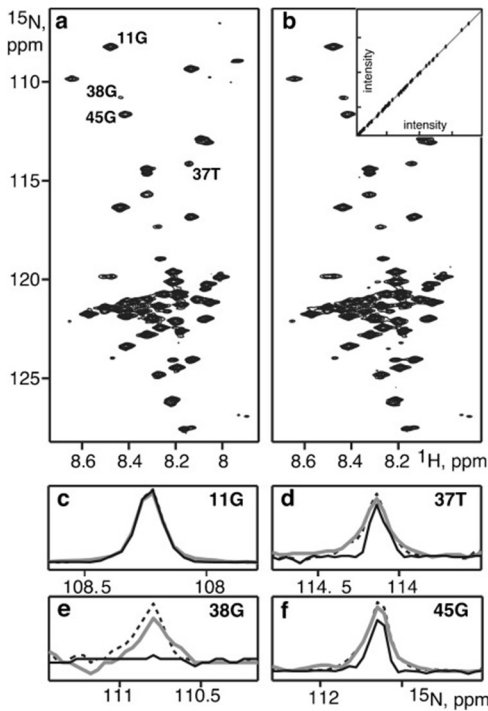 15N,
ppm
a
11G
38G
45G
37T
110
115
120
125
8.6 8.4 8.2 8
b
intensity
intensity
8.6 8.4 8.2 1H, ppm
c 11G
108.5 108
d 37T
114. 5 114
e 38G
111 110.5
f 45G
112 15N, ppm